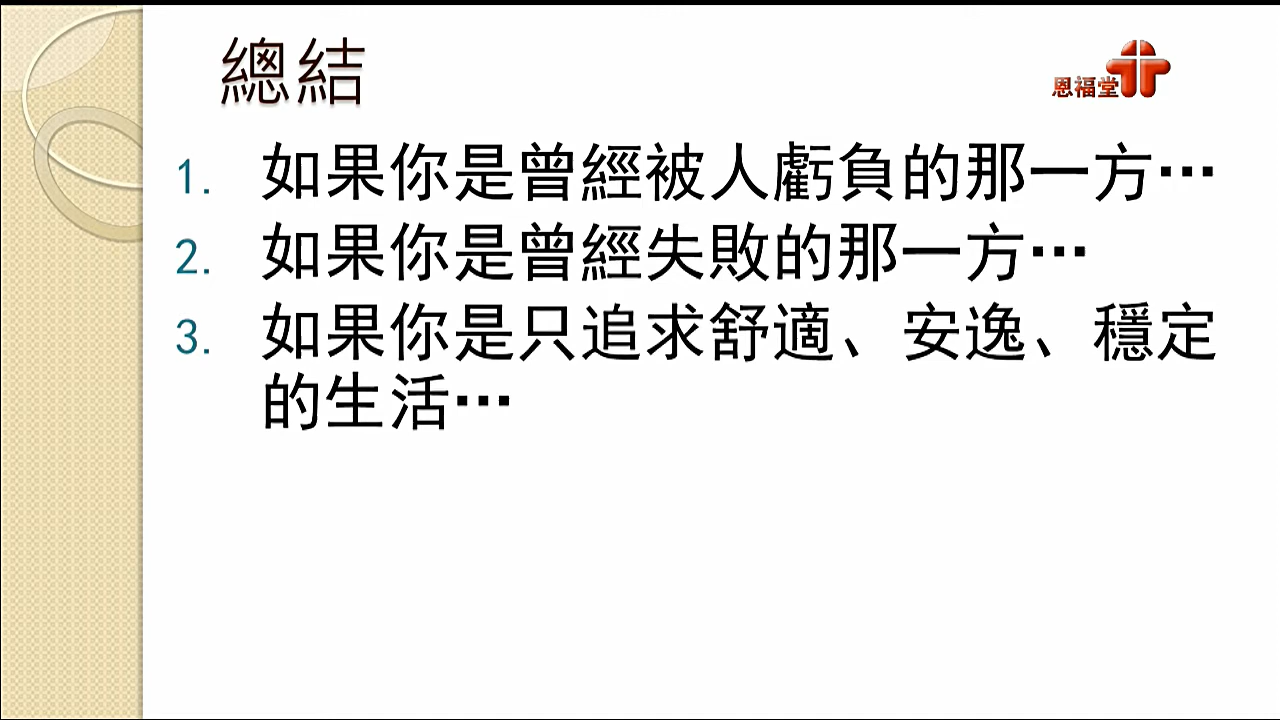 總結
恩福堂
1. 如果你是曾經被人虧負的那一方…
2. 如果你是曾經失敗的那一方…
3. 如果你是只追求舒適、安逸、穩定
的生活…